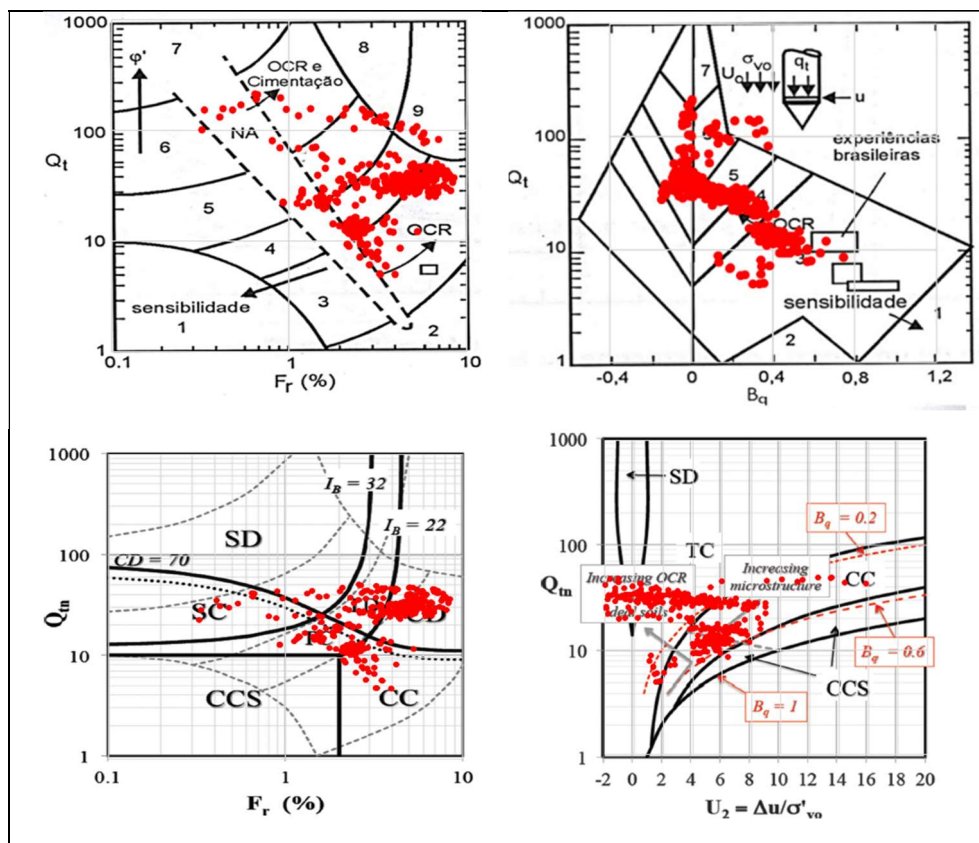 1000
7
8
φ'
OCR e
Cimentação
9
100
NA
Qt
6
5
10
4
OCR
sensibilidade
3
1
2
1
0.1
1
10
Fr (%)
1000
7
Uo
σvo
qt
u
100
experiências
brasileiras
Qt
5
4
OCR
10
3
sensibilidade
1
2
1
-0,4
0
0,4
0,8
1,2
Bq
1000
IB = 32
IB = 22
SD
100
CD = 70
Qtn
SC
CD
10
CCS
CC
1
0.1
1
10
Fr (%)
1000
SD
Bq = 0.2
TC
100
Increasing
microstructure
CC
Qtn
Increasing OCR
soils
10
Bq = 0.6
CCS
Bq = 1
1
-2 0 2 4 6 8 10 12 14 16 18 20
U2 = Δu/σ'vo